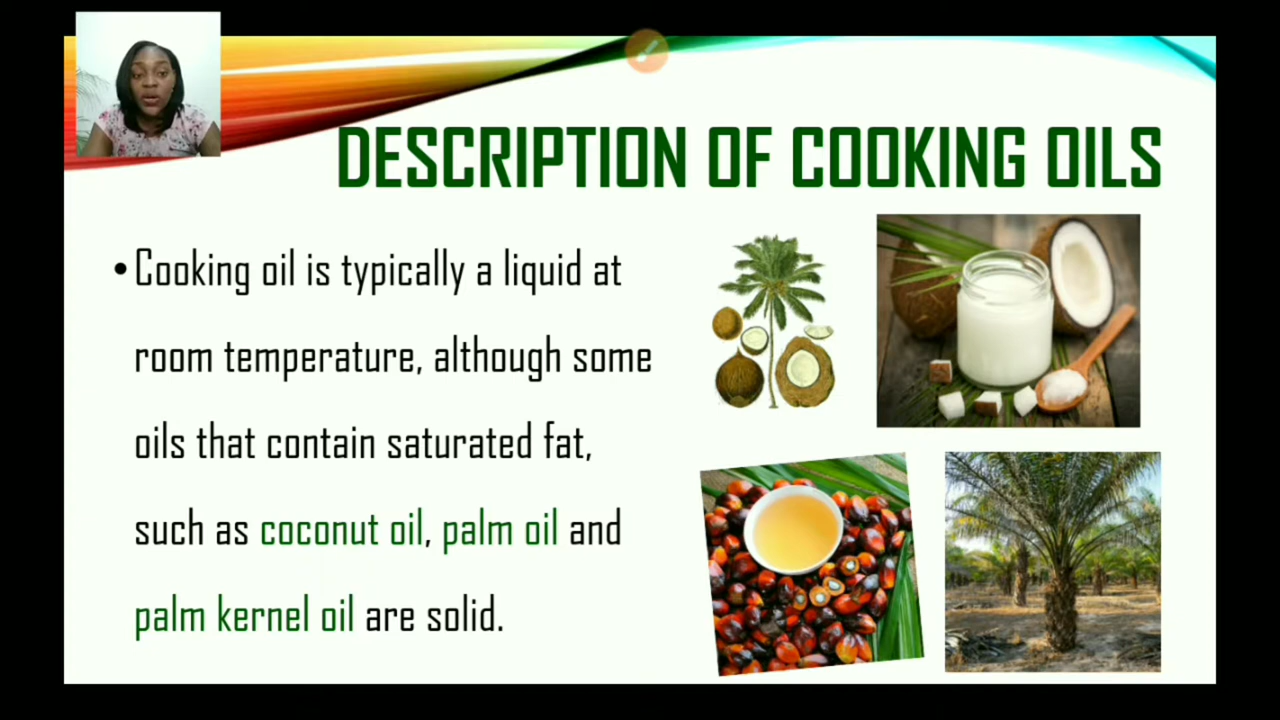 DESCRIPTION OF COOKING OILS
•Cooking oil is typically a liquid at
room temperature, although some
oils that contain saturated fat,
such as coconut oil, palm oil and
palm kernel oil are solid.